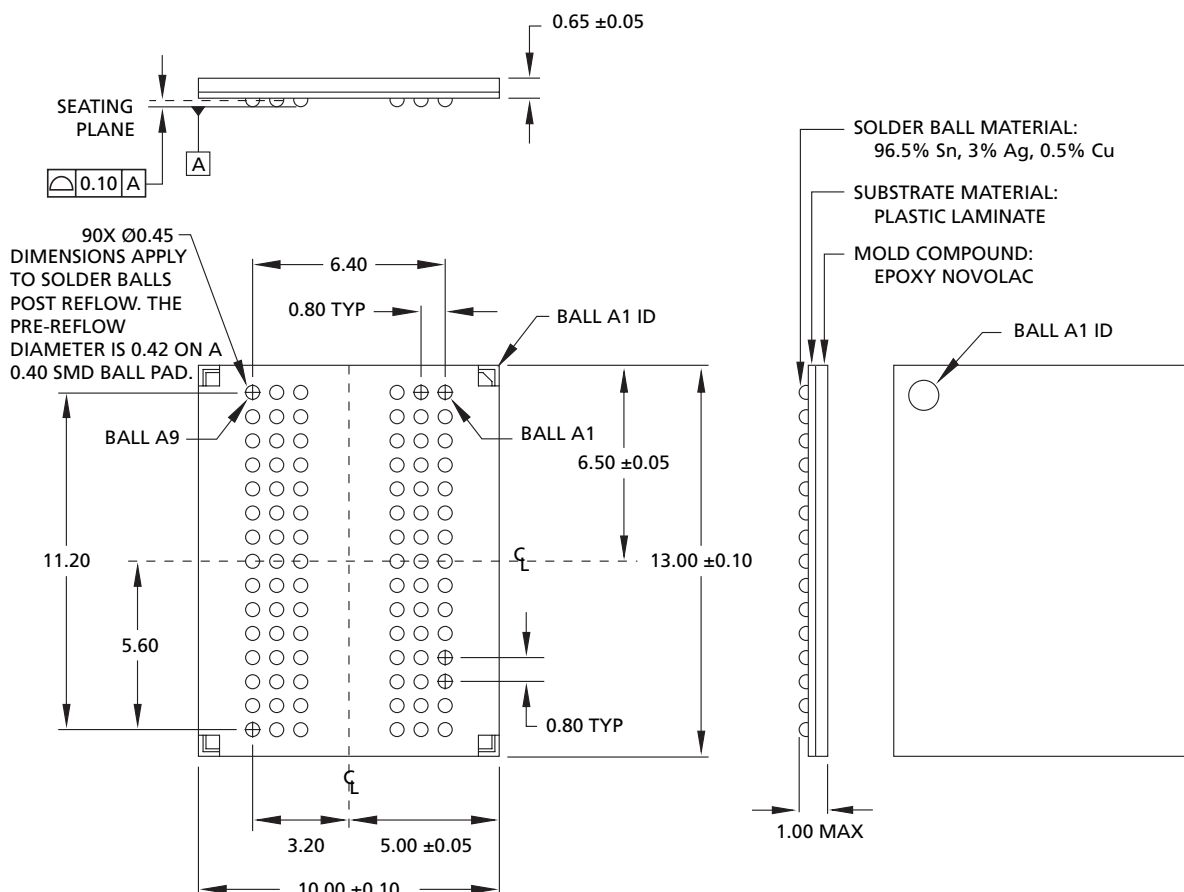 0.65 ±0.05
SEATING
PLANE
A
0.10 A
SOLDER BALL MATERIAL:
96.5% Sn, 3% Ag, 0.5% Cu
SUBSTRATE MATERIAL:
PLASTIC LAMINATE
MOLD COMPOUND:
EPOXY NOVOLAC
90X Ø0.45
DIMENSIONS APPLY
TO SOLDER BALLS
POST REFLOW. THE
PRE-REFLOW
DIAMETER IS 0.42 ON A
0.40 SMD BALL PAD.
6.40
0.80 TYP
BALL A1 ID
BALL A1 ID
BALL A9
BALL A1
6.50 ±0.05
11.20
CL
13.00 ±0.10
5.60
0.80 TYP
CL
3.20
5.00 ±0.05
1.00 MAX
10.00 ±0.10